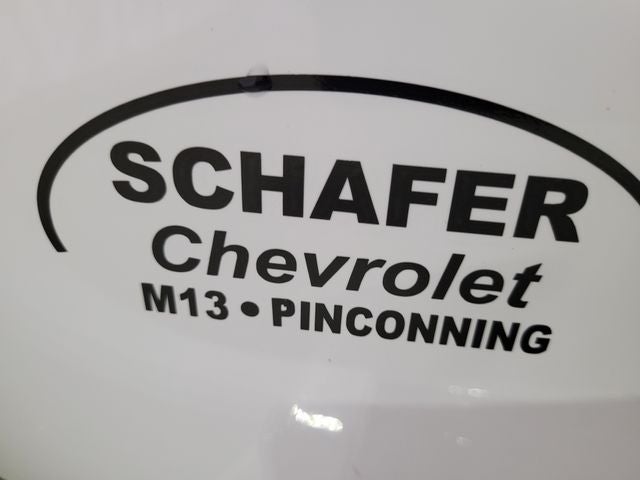 SCHAFER
Chevrolet
M13 • PINCONNING